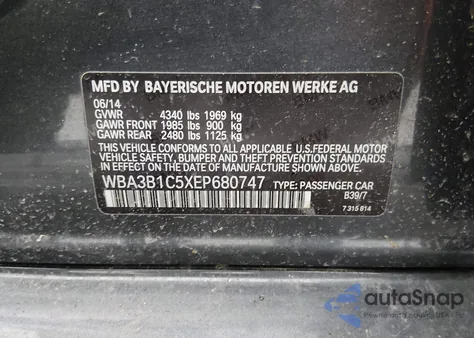 MFD BY BAYERISCHE MOTOREN WERKE AG
06/14
GVWR 4340 lbs 1969 kg
GAWR FRONT 1985 lbs 900 kg
GAWR REAR 2480 lbs 1125 kg
THIS VEHICLE CONFORMS TO ALL APPLICABLE U.S.FEDERAL MOTOR
VEHICLE SAFETY, BUMPER AND THEFT PREVENTION STANDARDS
IN EFFECT ON THE DATE OF MANUFACTURE SHOWN ABOVE.
WBA3B1C5XEP680747 TYPE: PASSENGER CAR
B39/7
7 315 814
autoSnap